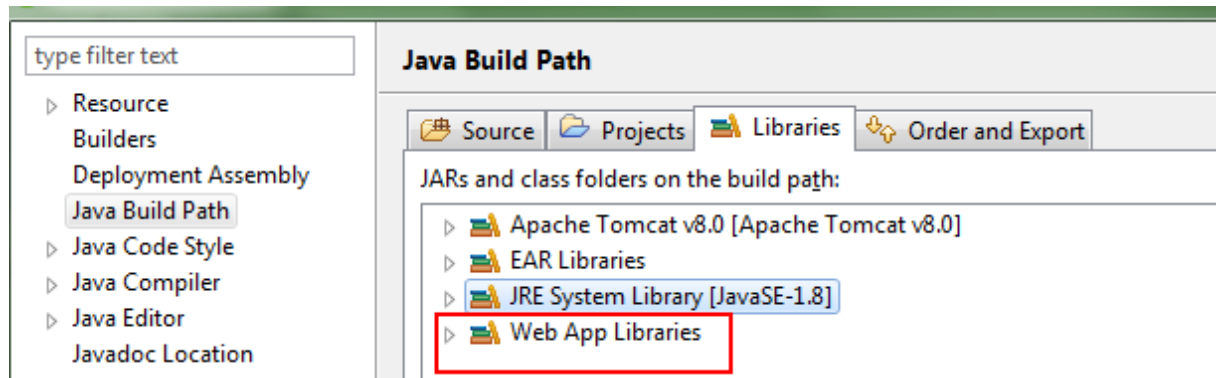 type filter text
Resource
Builders
Deployment Assembly
Java Build Path
Java Code Style
Java Compiler
Java Editor
Javadoc Location
Java Build Path
Source Projects Libraries Order and Export
JARs and class folders on the build path:
Apache Tomcat v8.0 [Apache Tomcat v8.0]
EAR Libraries
JRE System Library [JavaSE-1.8]
Web App Libraries